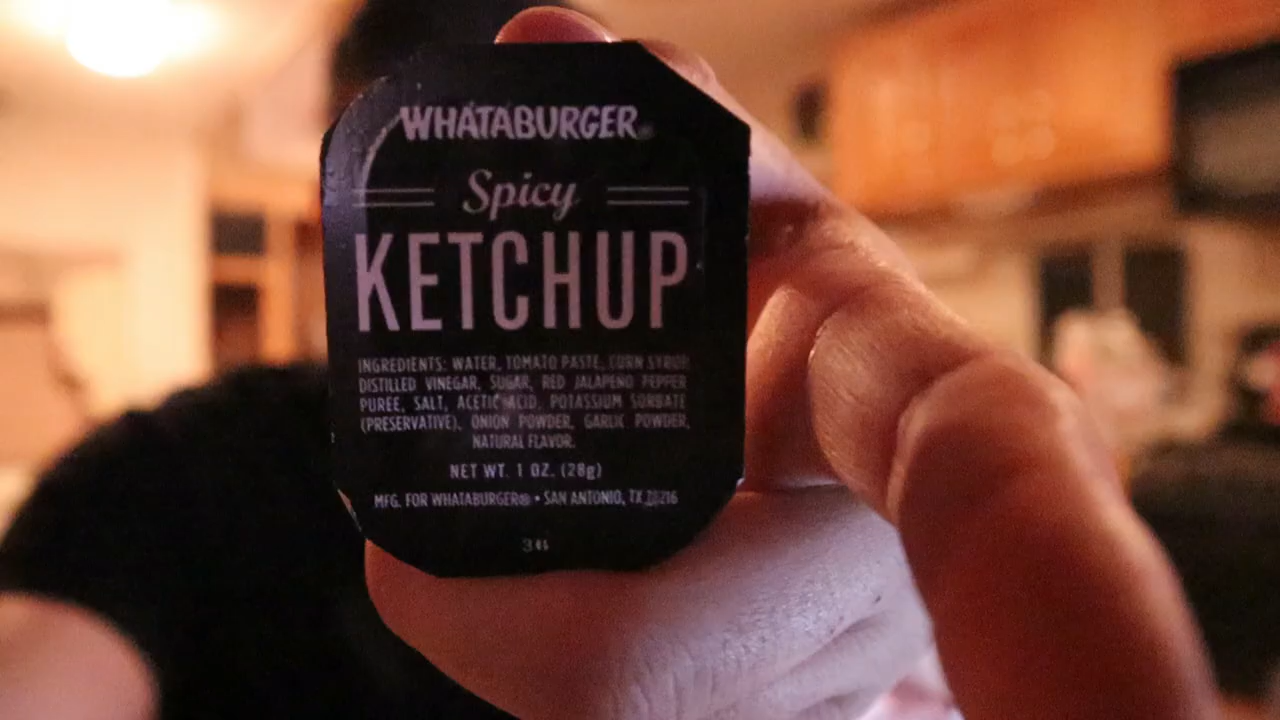 WHATABURGER®
Spicy
KETCHUP
INGREDIENTS: WATER, TOMATO PASTE, CORN SYRUP,
DISTILLED VINEGAR, SUGAR, RED JALAPENO PEPPER
PUREE, SALT, ACETIC ACID, POTASSIUM SORBATE
(PRESERVATIVE), ONION POWDER, GARLIC POWDER,
NATURAL FLAVOR.
NET WT. 1 OZ. (28g)
MFG. FOR WHATABURGER® • SAN ANTONIO, TX 78216